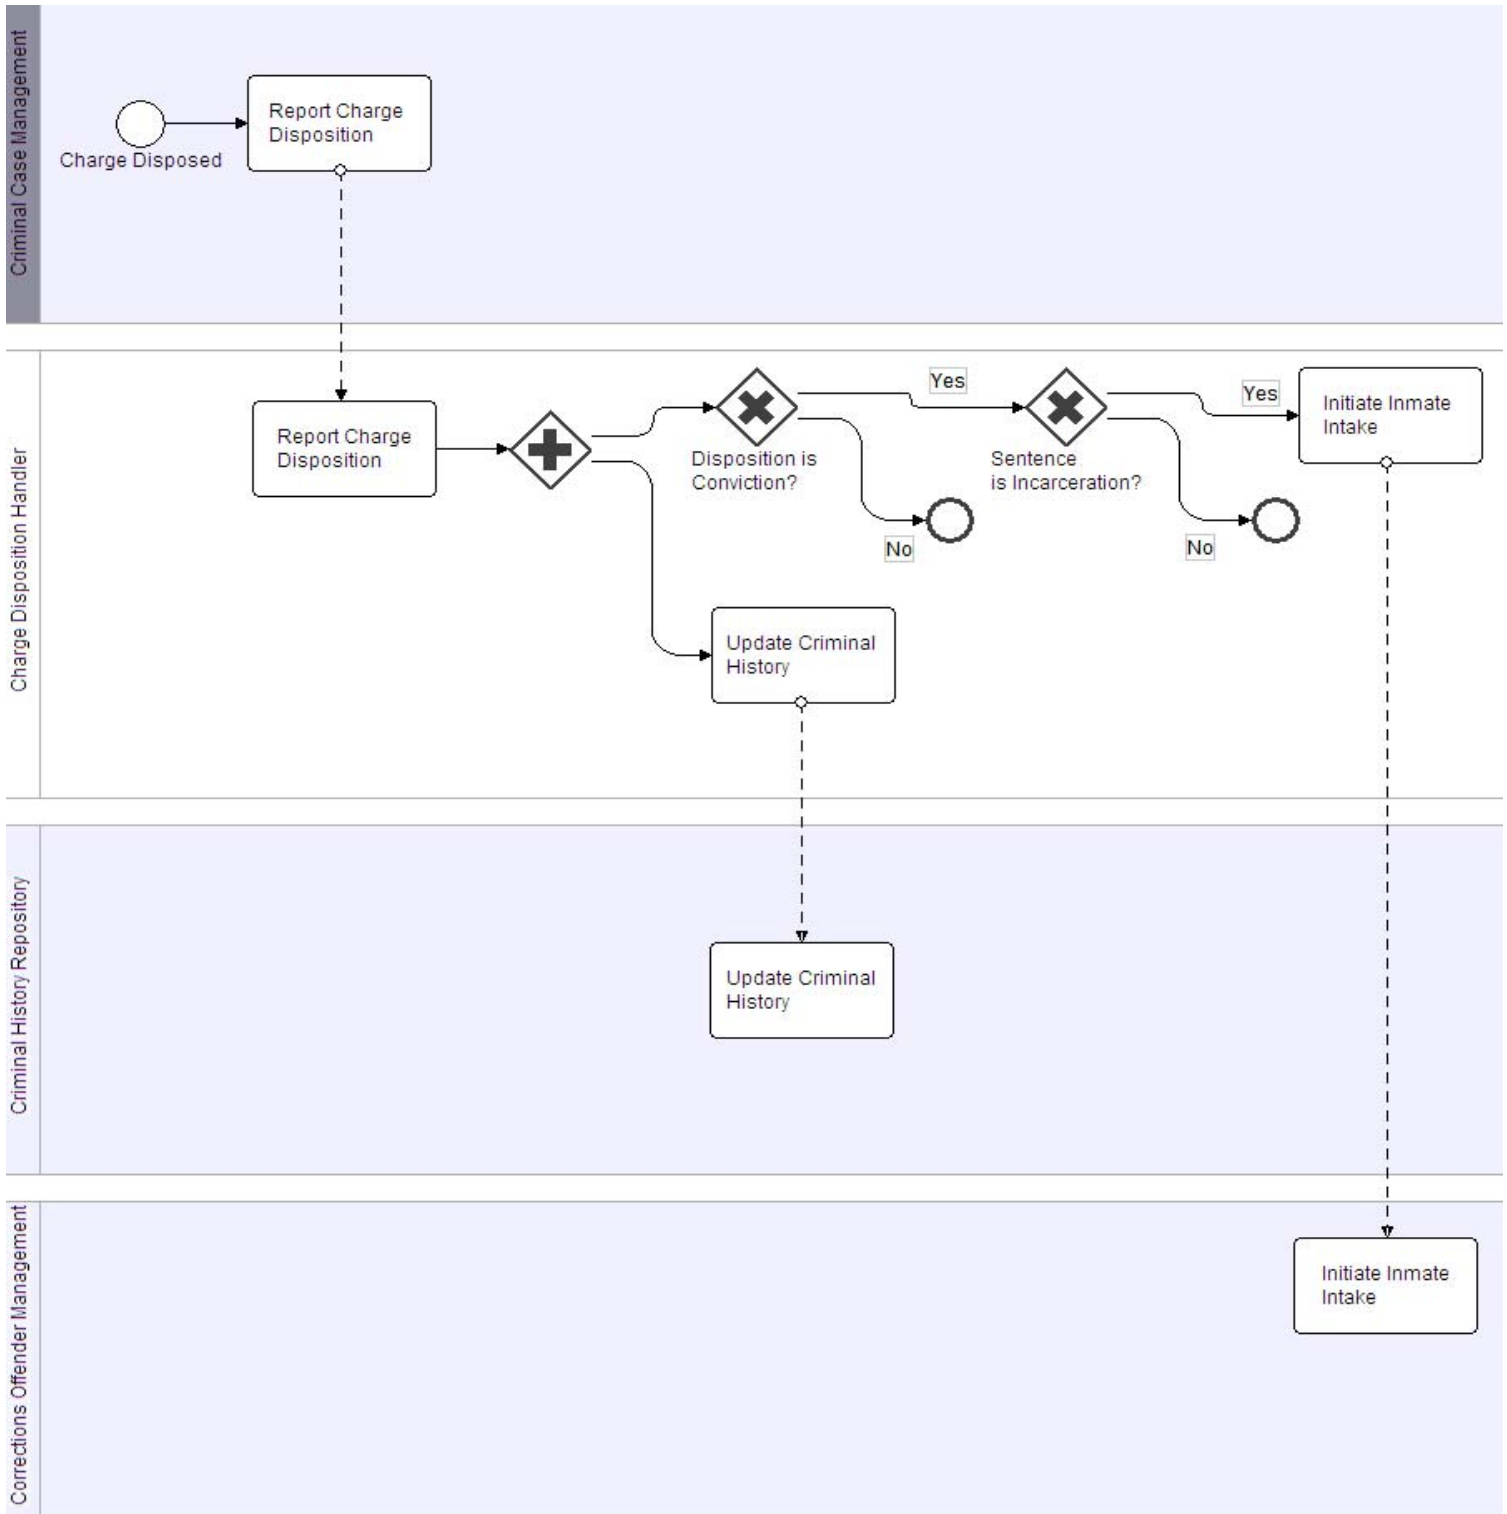 Criminal Case Management
Charge Disposed
Report Charge
Disposition
Charge Disposition Handler
Report Charge
Disposition
Disposition is
Conviction?
Yes
No
Sentence
is Incarceration?
Yes
No
Initiate Inmate
Intake
Update Criminal
History
Criminal History Repository
Update Criminal
History
Corrections Offender Management
Initiate Inmate
Intake